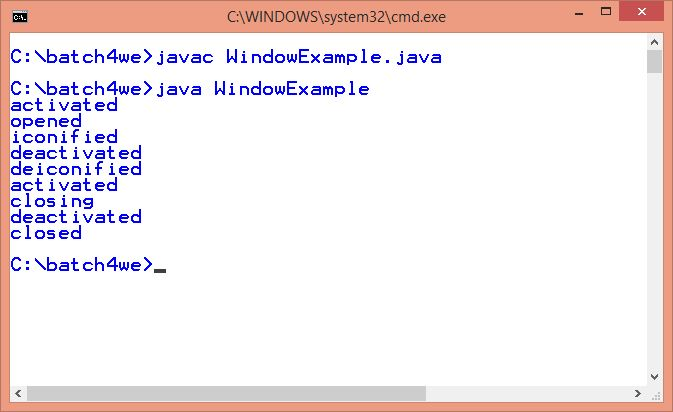 C:\WINDOWS\system32\cmd.exe
C:\batch4we>javac WindowExample.java
C:\batch4we>java WindowExample
activated
opened
iconified
deactivated
deiconified
activated
closing
deactivated
closed
C:\batch4we>_